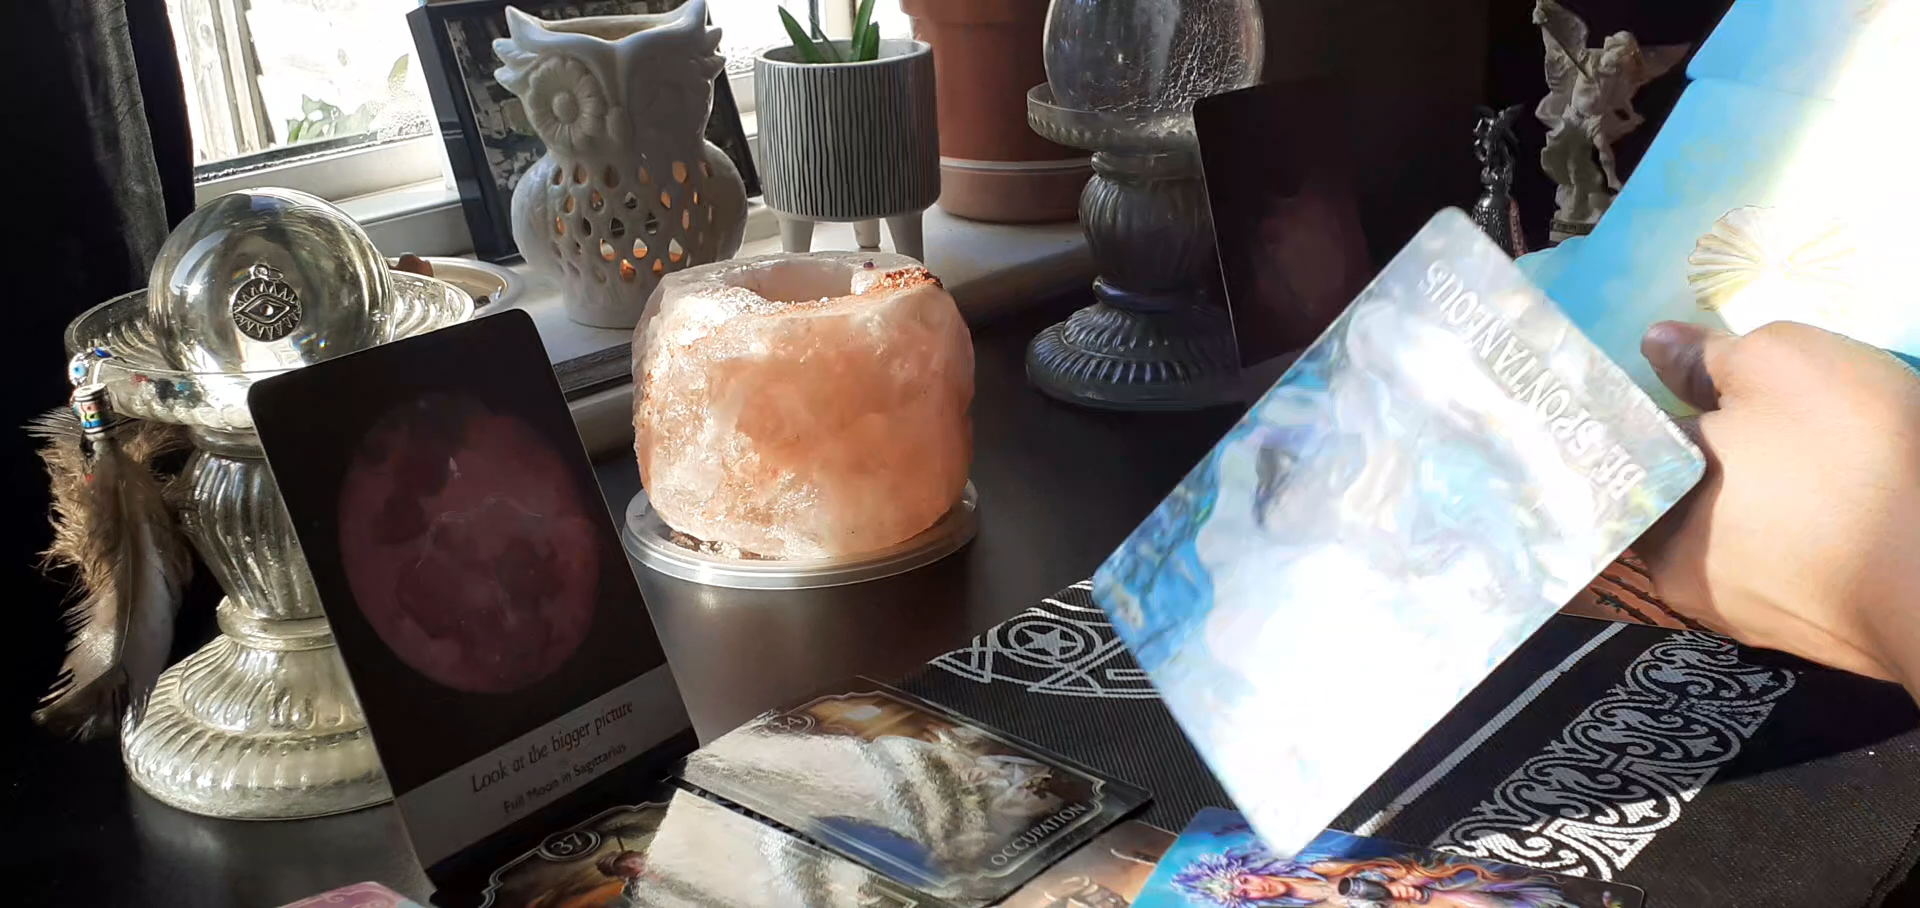 BE SPONTANEOUS
Look at the bigger picture
Full Moon in Sagittarius
37
OCCUPATION